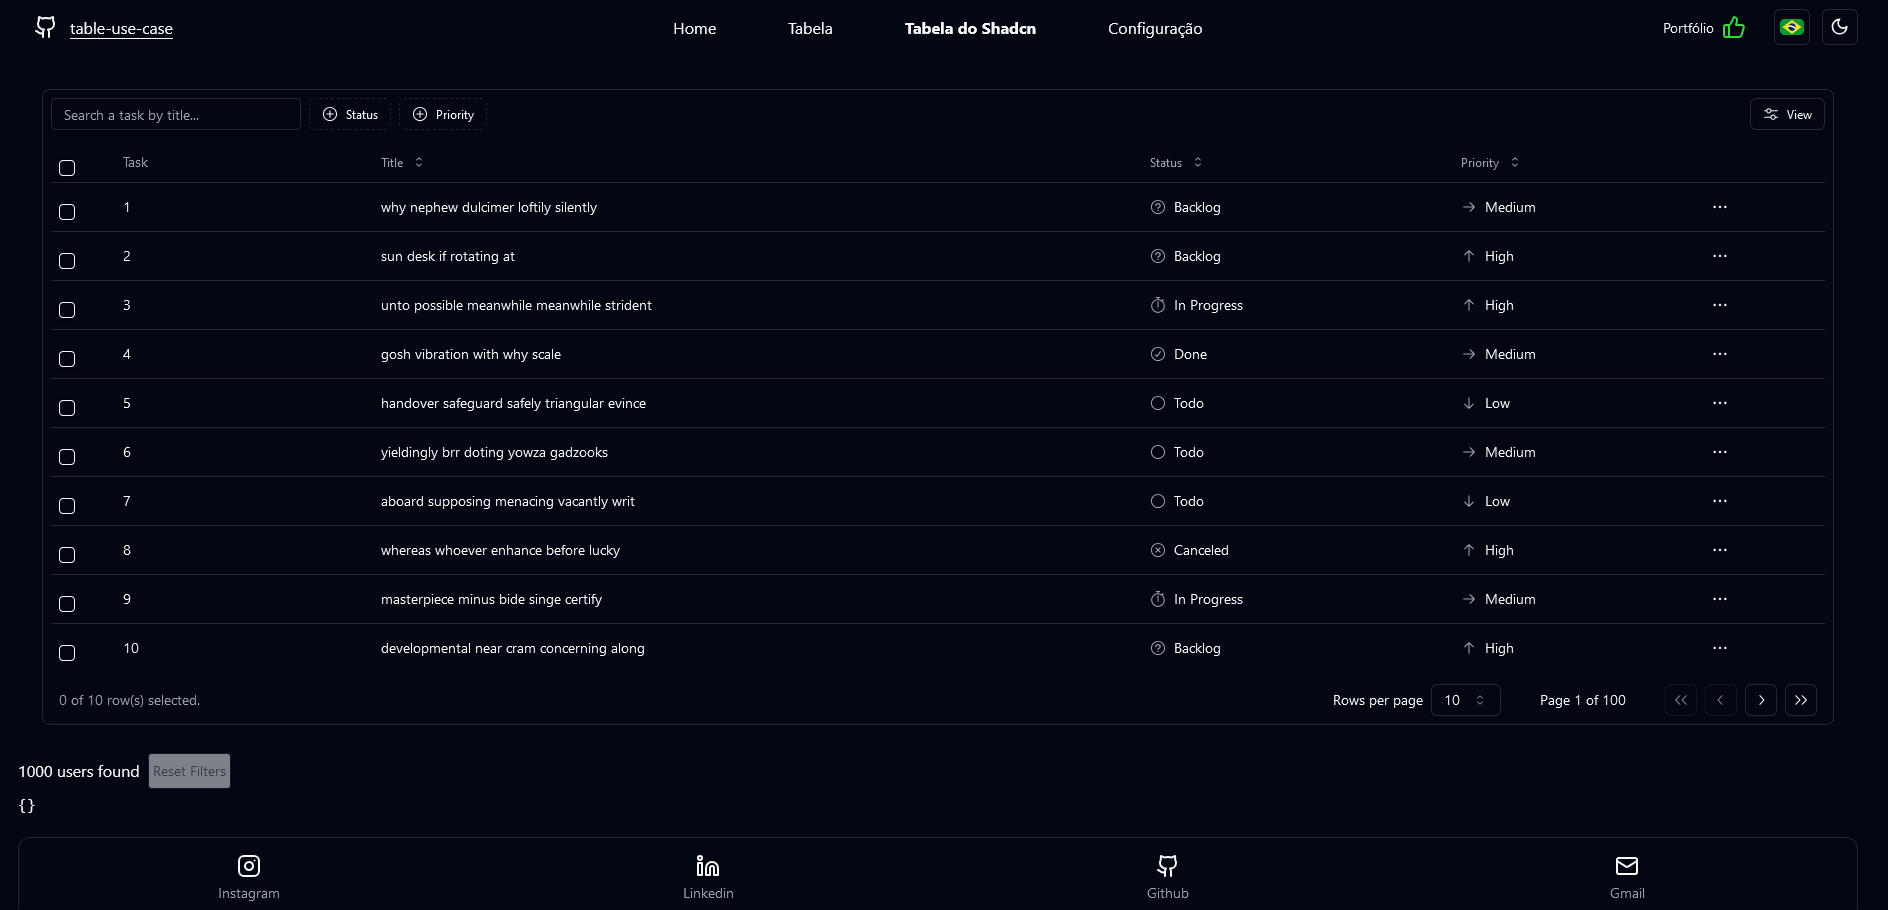 table-use-case Home Tabela Tabela do Shadcn Configuração Portfólio
Search a task by title... Status Priority View
Task Title Status Priority
1 why nephew dulcimer loftily silently Backlog Medium ...
2 sun desk if rotating at Backlog High ...
3 unto possible meanwhile meanwhile strident In Progress High ...
4 gosh vibration with why scale Done Medium ...
5 handover safeguard safely triangular evince Todo Low ...
6 yieldingly brr doting yowza gadzooks Todo Medium ...
7 aboard supposing menacing vacantly writ Todo Low ...
8 whereas whoever enhance before lucky Canceled High ...
9 masterpiece minus bide singe certify In Progress Medium ...
10 developmental near cram concerning along Backlog High ...
0 of 10 row(s) selected. Rows per page 10 Page 1 of 100
1000 users found Reset Filters
{}
Instagram Linkedin Github Gmail